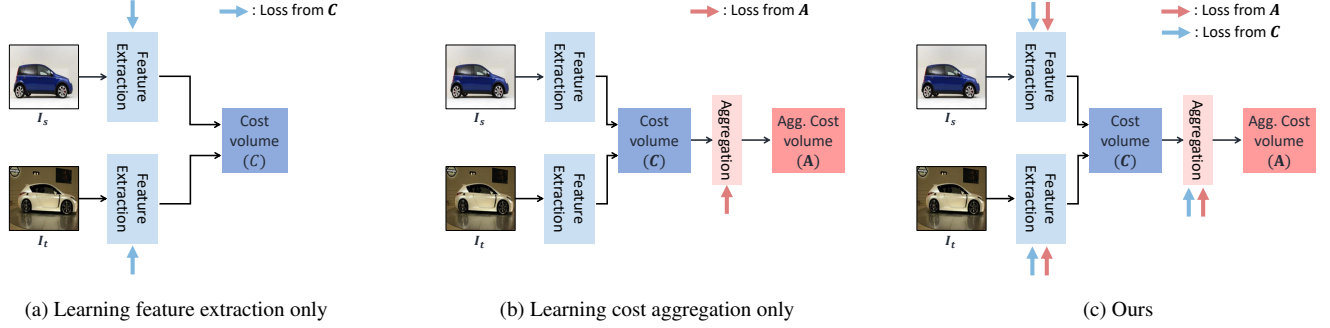 : Loss from C
Feature
Extraction
I_s
Cost
volume
(C)
Feature
Extraction
I_t
(a) Learning feature extraction only
: Loss from A
Feature
Extraction
I_s
Cost
volume
(C)
Aggregation
Agg. Cost
volume
(A)
Feature
Extraction
I_t
(b) Learning cost aggregation only
: Loss from A
: Loss from C
Feature
Extraction
I_s
Cost
volume
(C)
Aggregation
Agg. Cost
volume
(A)
Feature
Extraction
I_t
(c) Ours